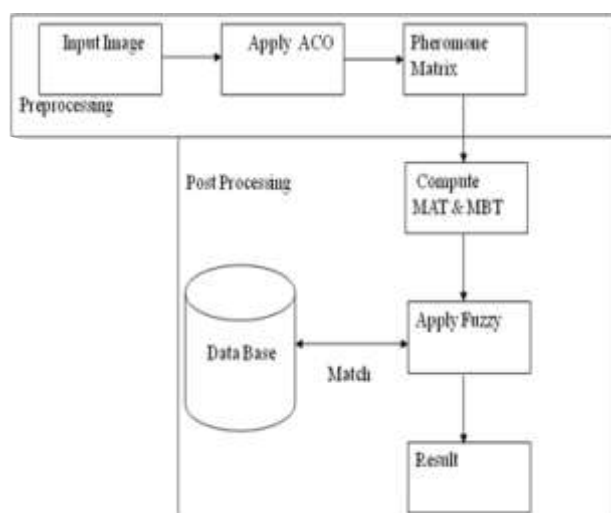 Input Image
Apply ACO
Pheromone
Matrix
Preprocessing
Post Processing
Compute
MAT & MBT
Data Base
Match
Apply Fuzzy
Result